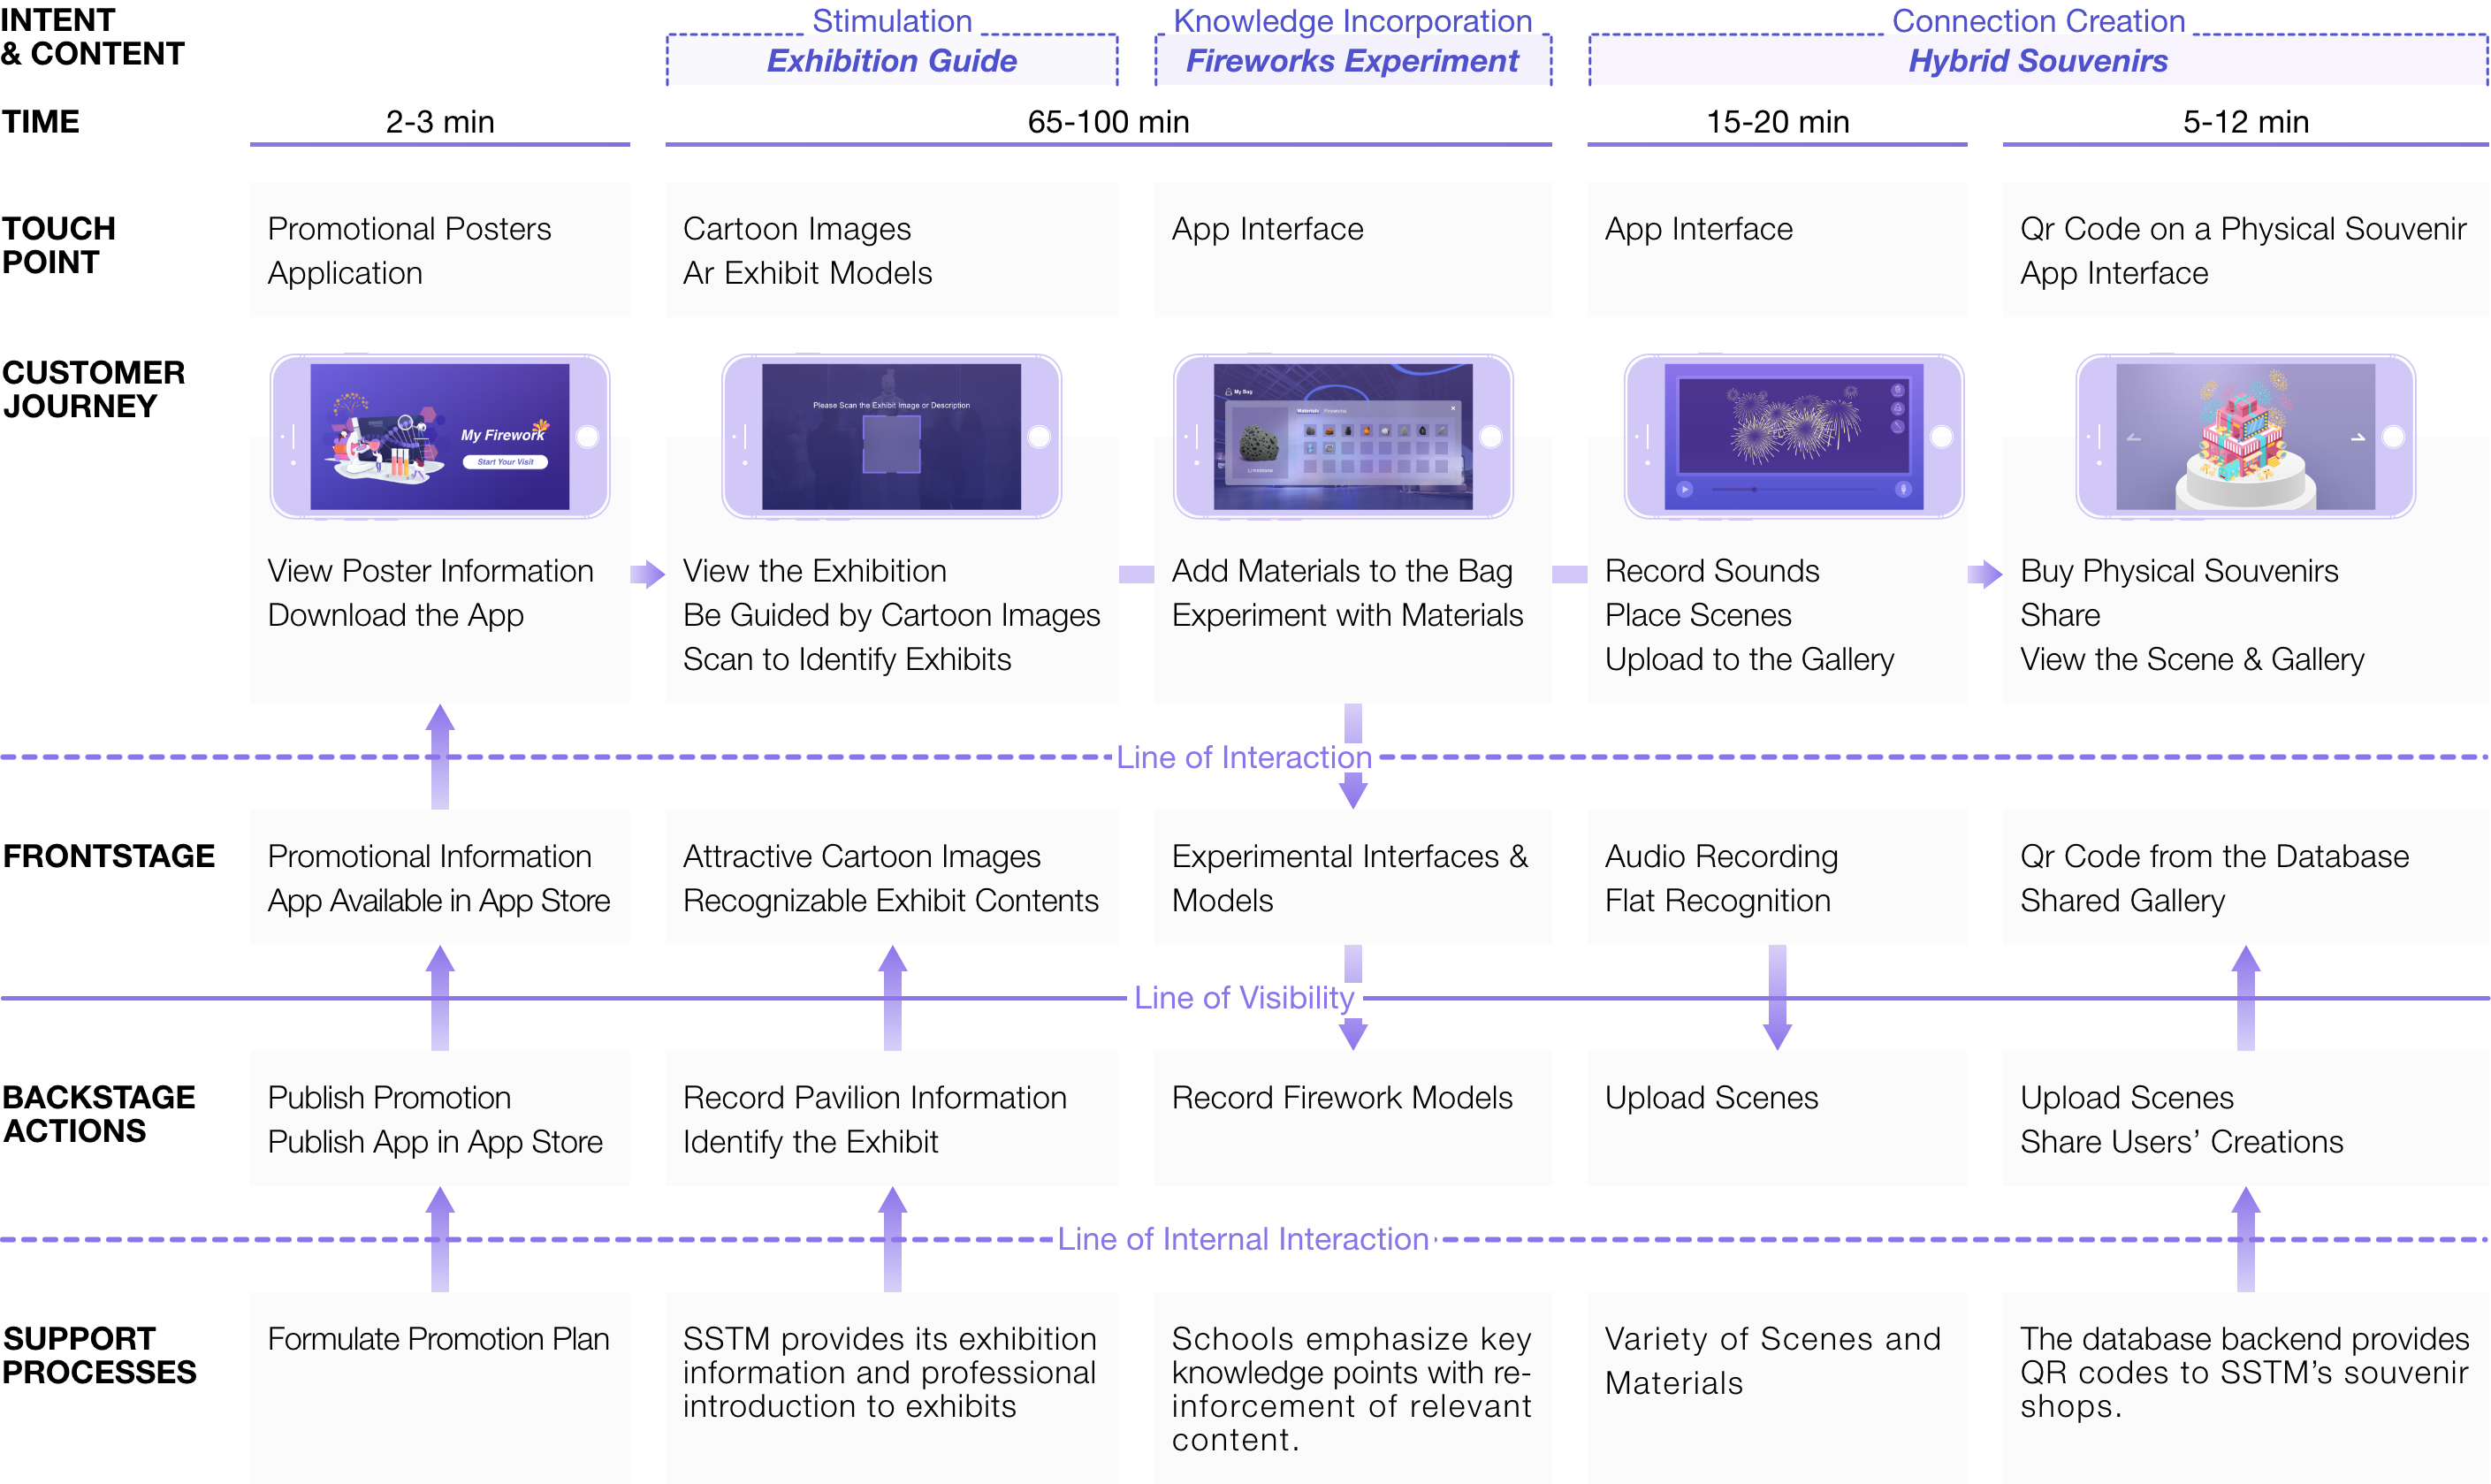 INTENT
& CONTENT
Stimulation
Exhibition Guide
Knowledge Incorporation
Fireworks Experiment
Connection Creation
Hybrid Souvenirs
TIME
2-3 min
65-100 min
15-20 min
5-12 min
TOUCH
POINT
Promotional Posters
Application
Cartoon Images
Ar Exhibit Models
App Interface
App Interface
Qr Code on a Physical Souvenir
App Interface
CUSTOMER
JOURNEY
My Firework
Start Your Visit
Please Scan the Exhibit Image or Description
My Bag
Materials Fireworks
Limestone
View Poster Information
Download the App
View the Exhibition
Be Guided by Cartoon Images
Scan to Identify Exhibits
Add Materials to the Bag
Experiment with Materials
Record Sounds
Place Scenes
Upload to the Gallery
Buy Physical Souvenirs
Share
View the Scene & Gallery
Line of Interaction
FRONTSTAGE
Promotional Information
App Available in App Store
Attractive Cartoon Images
Recognizable Exhibit Contents
Experimental Interfaces &
Models
Audio Recording
Flat Recognition
Qr Code from the Database
Shared Gallery
Line of Visibility
BACKSTAGE
ACTIONS
Publish Promotion
Publish App in App Store
Record Pavilion Information
Identify the Exhibit
Record Firework Models
Upload Scenes
Upload Scenes
Share Users’ Creations
Line of Internal Interaction
SUPPORT
PROCESSES
Formulate Promotion Plan
SSTM provides its exhibition
information and professional
introduction to exhibits
Schools emphasize key
knowledge points with re-
inforcement of relevant
content.
Variety of Scenes and
Materials
The database backend provides
QR codes to SSTM’s souvenir
shops.